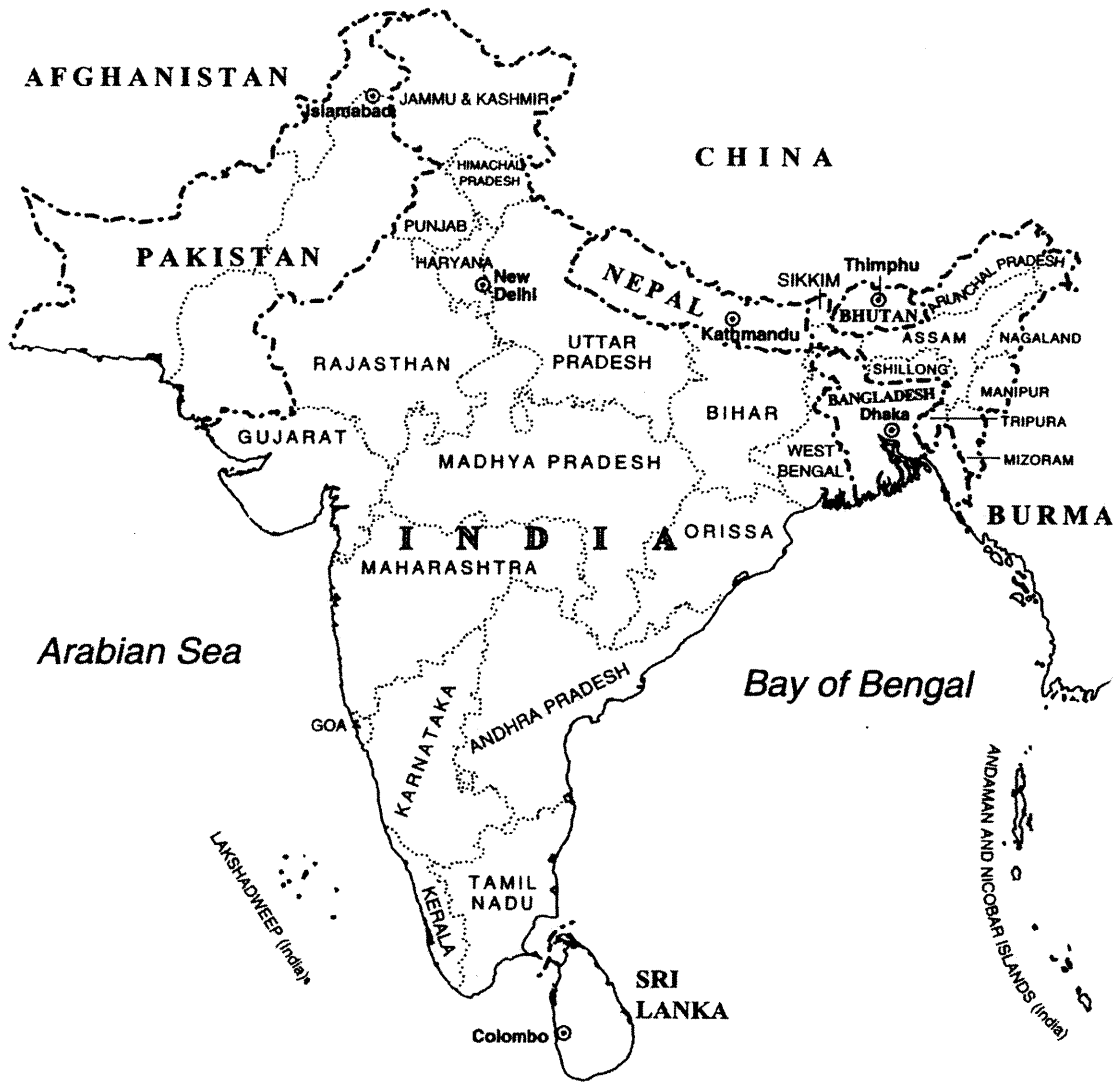 AFGHANISTAN
Islamabad
JAMMU & KASHMIR
CHINA
HIMACHAL
PRADESH
PUNJAB
PAKISTAN
HARYANA
New
Delhi
NEPAL
Kathmandu
SIKKIM
Thimphu
BHUTAN
ARUNCHAL PRADESH
ASSAM
NAGALAND
RAJASTHAN
UTTAR
PRADESH
SHILLONG
BANGLADESH
Dhaka
MANIPUR
TRIPURA
BIHAR
GUJARAT
MADHYA PRADESH
WEST
BENGAL
MIZORAM
BURMA
INDIA
ORISSA
MAHARASHTRA
Arabian Sea
Bay of Bengal
GOA
KARNATAKA
ANDHRA PRADESH
ANDAMAN AND NICOBAR ISLANDS (India)
LAKSHADWEEP (India)
KERALA
TAMIL
NADU
SRI
LANKA
Colombo